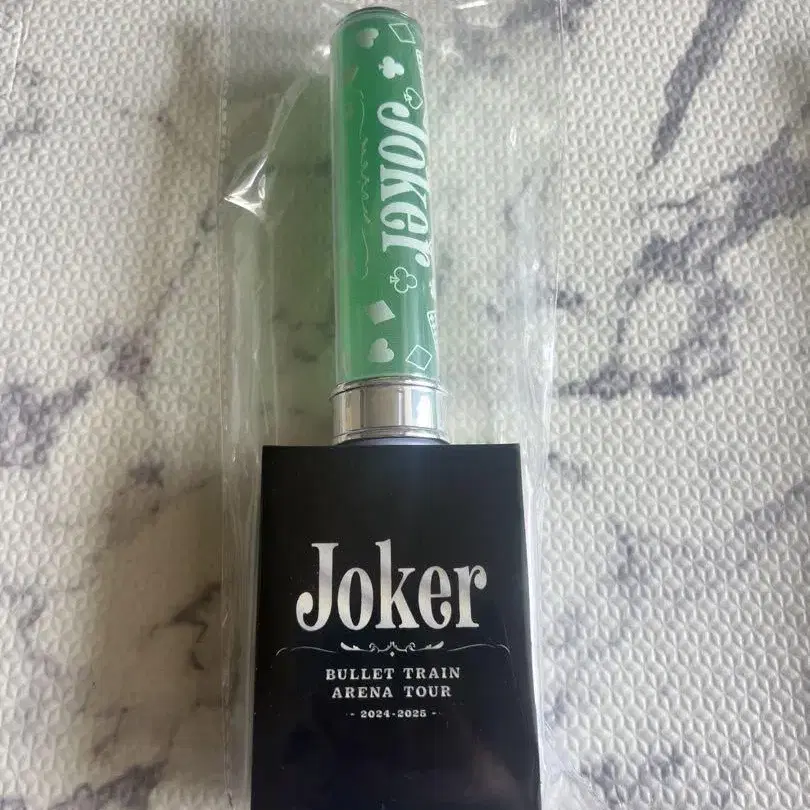 Joker
Joker
BULLET TRAIN
ARENA TOUR
- 2024-2025 -